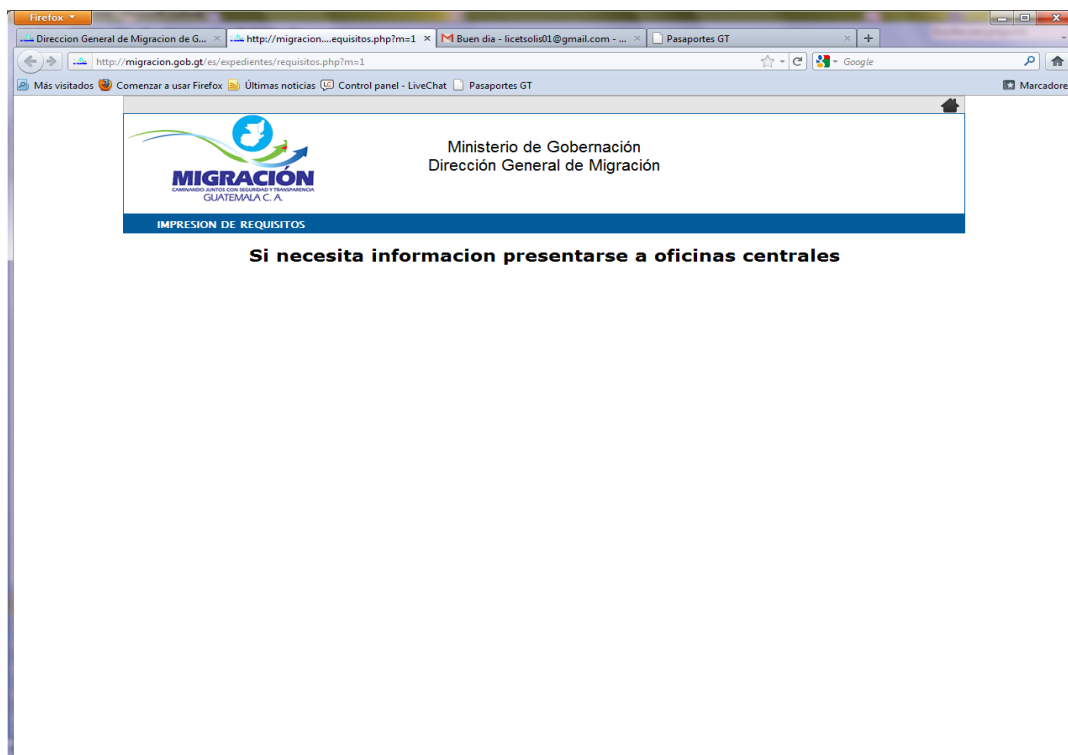 Firefox
Direccion General de Migracion de G...
http://migracion....equisitos.php?m=1
Buen dia - licetsolis01@gmail.com - ...
Pasaportes GT
http://migracion.gob.gt/es/expedientes/requisitos.php?m=1
Google
Más visitados
Comenzar a usar Firefox
Últimas noticias
Control panel - LiveChat
Pasaportes GT
Marcadore
MIGRACIÓN
CAMINANDO JUNTOS CON SEGURIDAD Y TRANSPARENCIA
GUATEMALA C. A.
Ministerio de Gobernación
Dirección General de Migración
IMPRESION DE REQUISITOS
Si necesita informacion presentarse a oficinas centrales